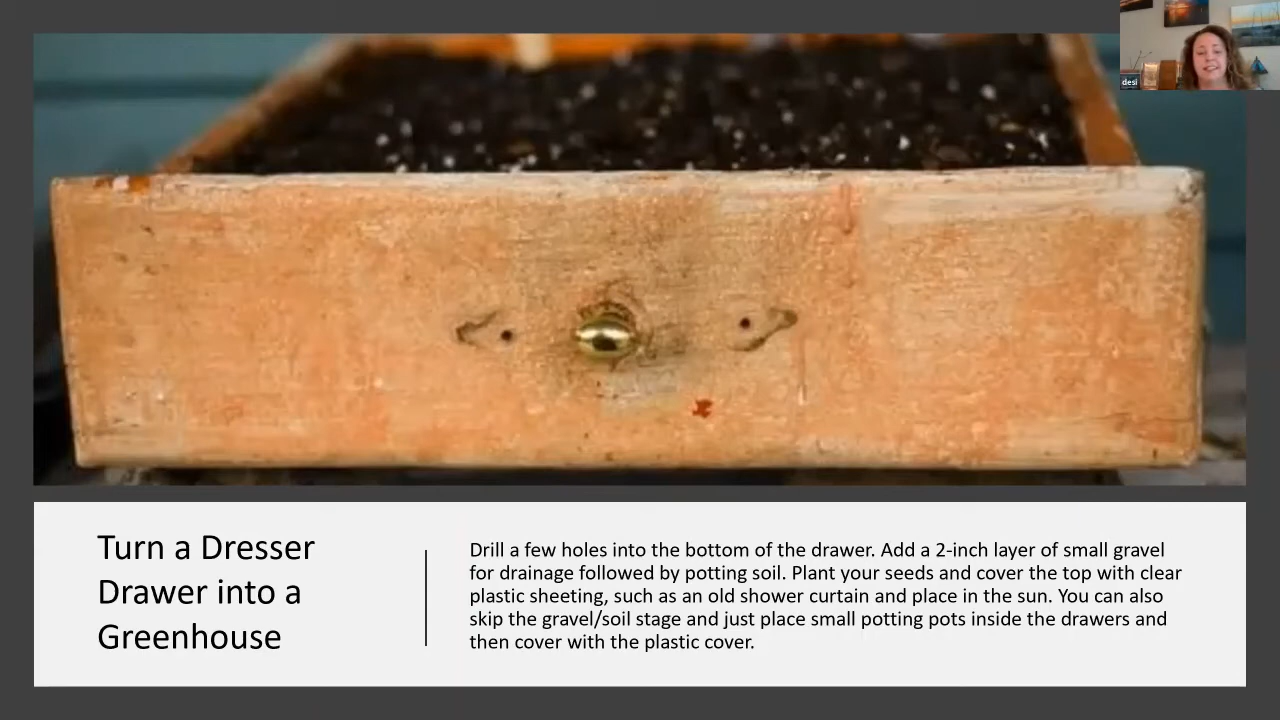 desi
Turn a Dresser
Drawer into a
Greenhouse
Drill a few holes into the bottom of the drawer. Add a 2-inch layer of small gravel
for drainage followed by potting soil. Plant your seeds and cover the top with clear
plastic sheeting, such as an old shower curtain and place in the sun. You can also
skip the gravel/soil stage and just place small potting pots inside the drawers and
then cover with the plastic cover.